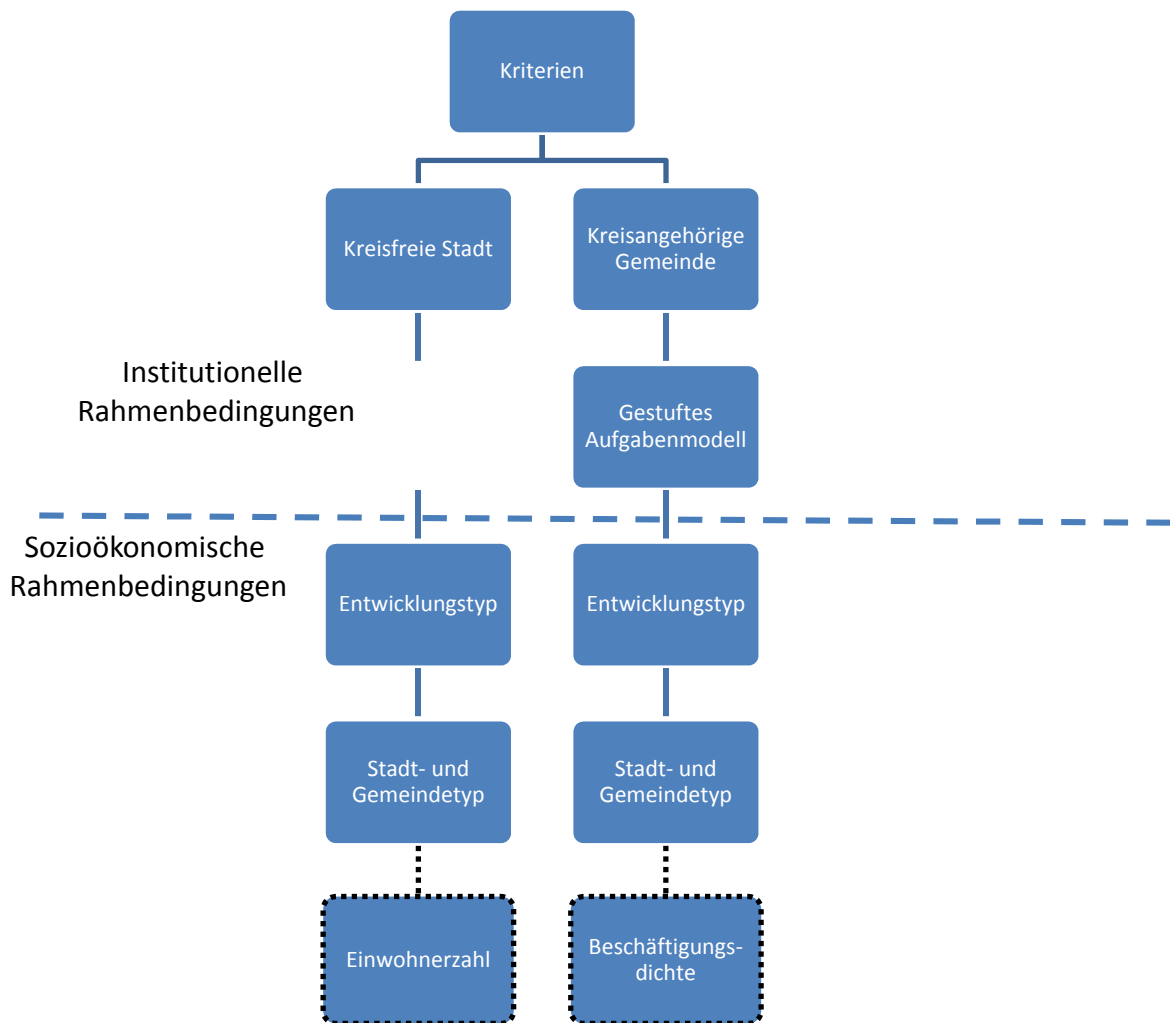 Kriterien
Kreisfreie Stadt
Kreisangehörige
Gemeinde
Institutionelle
Rahmenbedingungen
Gestuftes
Aufgabenmodell
Sozioökonomische
Rahmenbedingungen
Entwicklungstyp
Entwicklungstyp
Stadt- und
Gemeindetyp
Stadt- und
Gemeindetyp
Einwohnerzahl
Beschäftigungs-
dichte